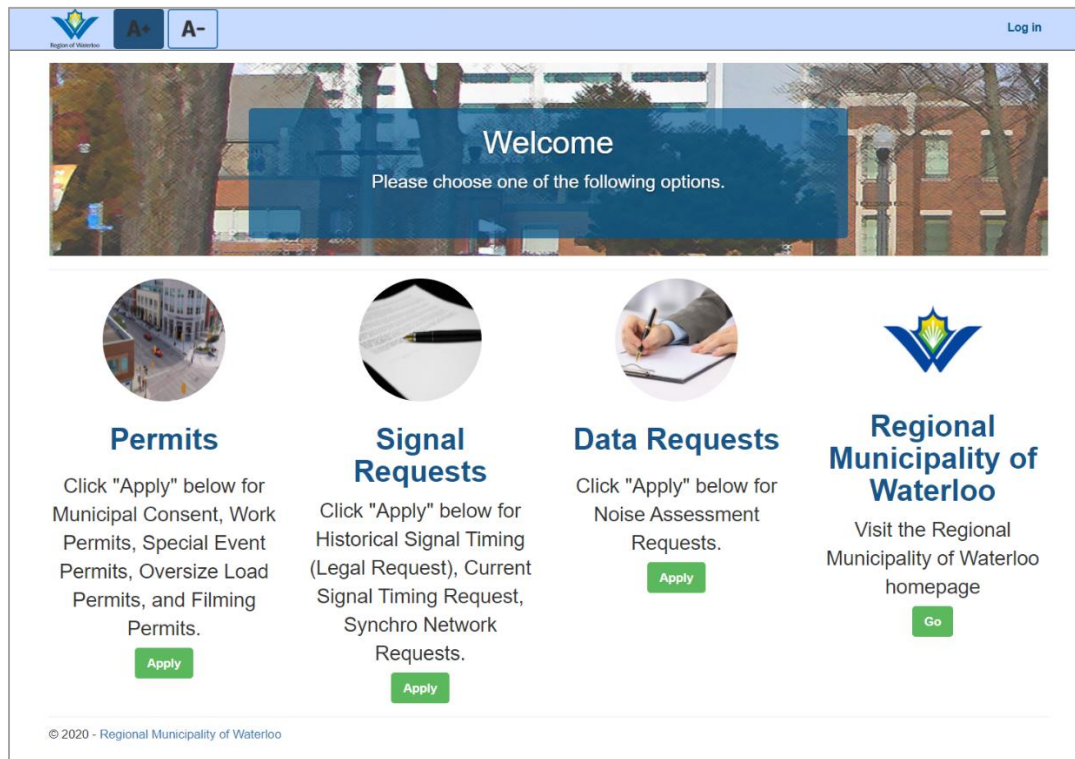 Region of Waterloo
A+
A-
Log in
Welcome
Please choose one of the following options.
Permits
Click "Apply" below for
Municipal Consent, Work
Permits, Special Event
Permits, Oversize Load
Permits, and Filming
Permits.
Apply
Signal
Requests
Click "Apply" below for
Historical Signal Timing
(Legal Request), Current
Signal Timing Request,
Synchro Network
Requests.
Apply
Data Requests
Click "Apply" below for
Noise Assessment
Requests.
Apply
Regional
Municipality of
Waterloo
Visit the Regional
Municipality of Waterloo
homepage
Go
© 2020 - Regional Municipality of Waterloo